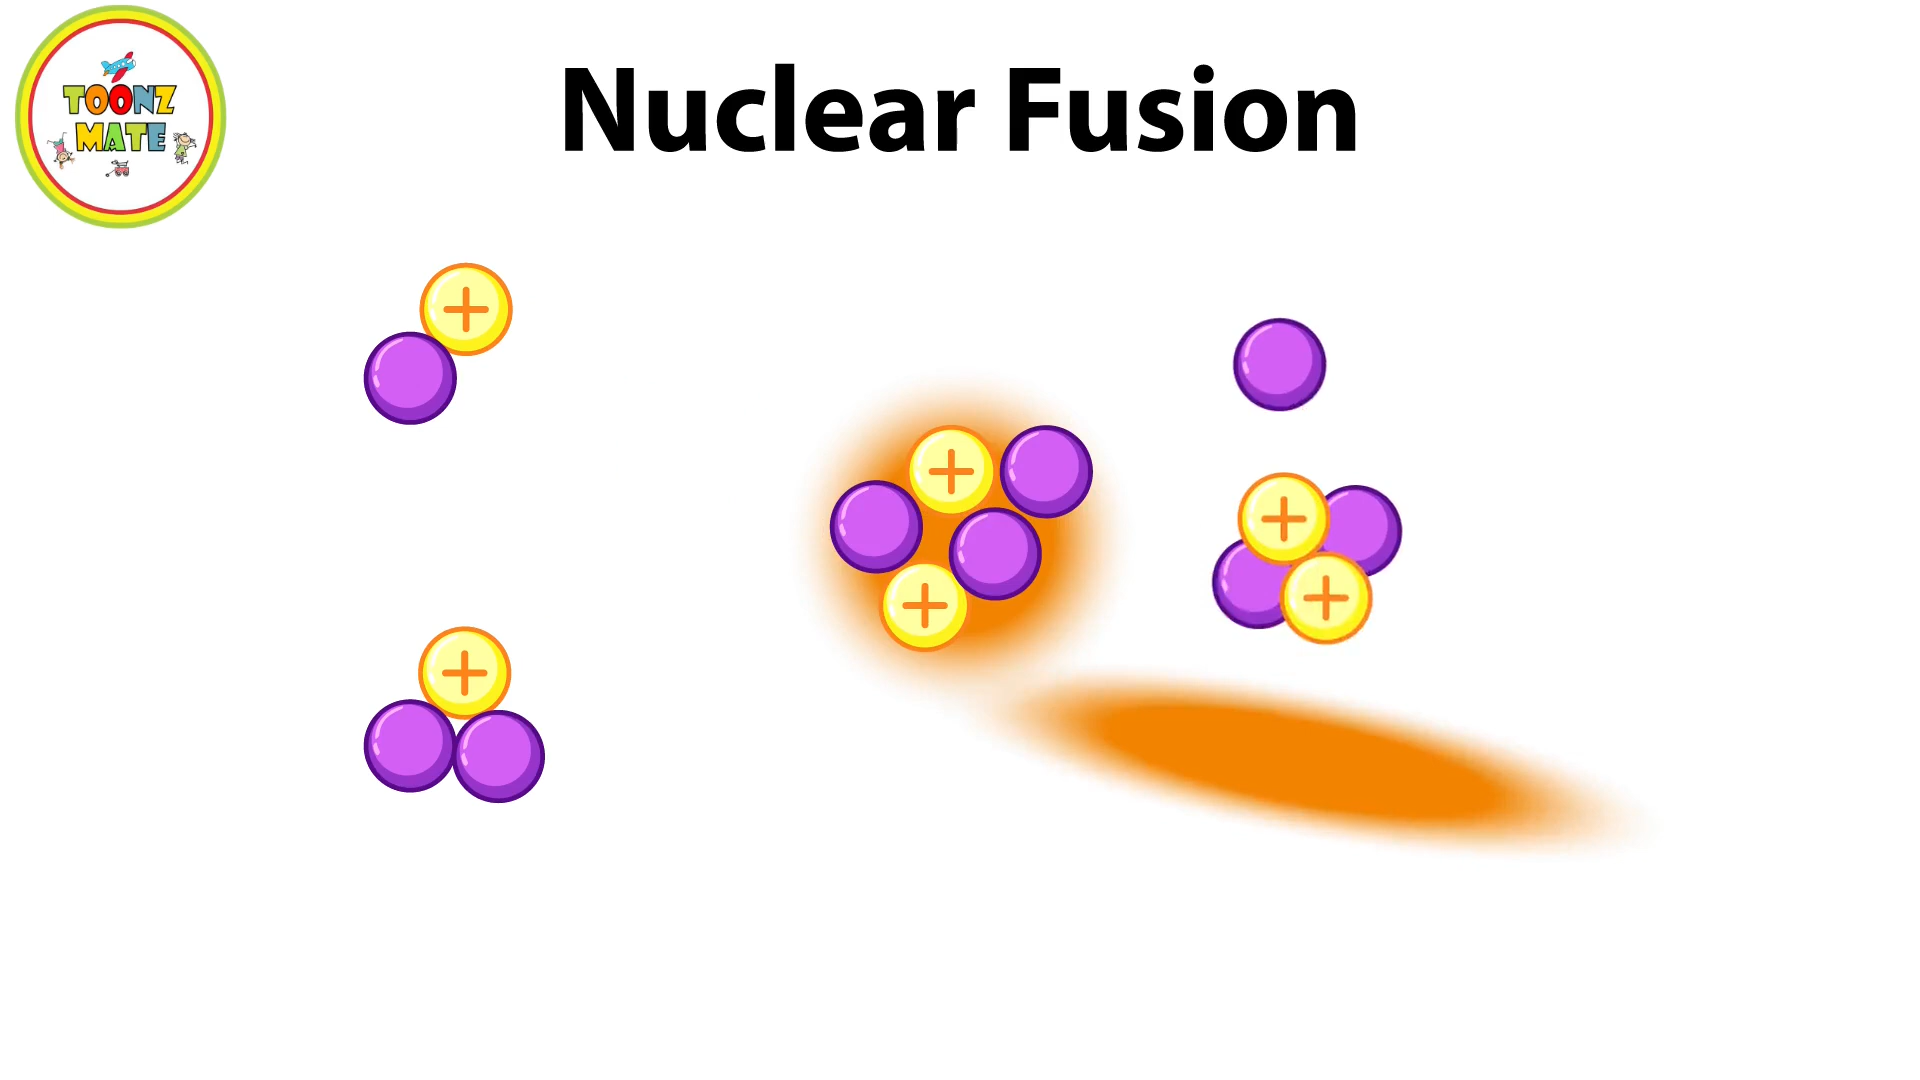 TOONZ
MATE
Nuclear Fusion
+
+
+
+
+
+